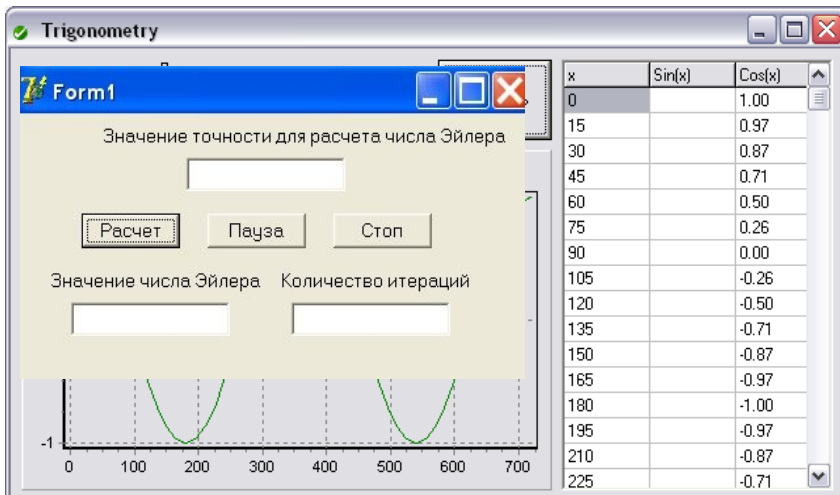 Trigonometry
Form1
Значение точности для расчета числа Эйлера
Расчет Пауза Стоп
Значение числа Эйлера Количество итераций
-1
0 100 200 300 400 500 600 700
x Sin(x) Cos(x)
0 1.00
15 0.97
30 0.87
45 0.71
60 0.50
75 0.26
90 0.00
105 -0.26
120 -0.50
135 -0.71
150 -0.87
165 -0.97
180 -1.00
195 -0.97
210 -0.87
225 -0.71